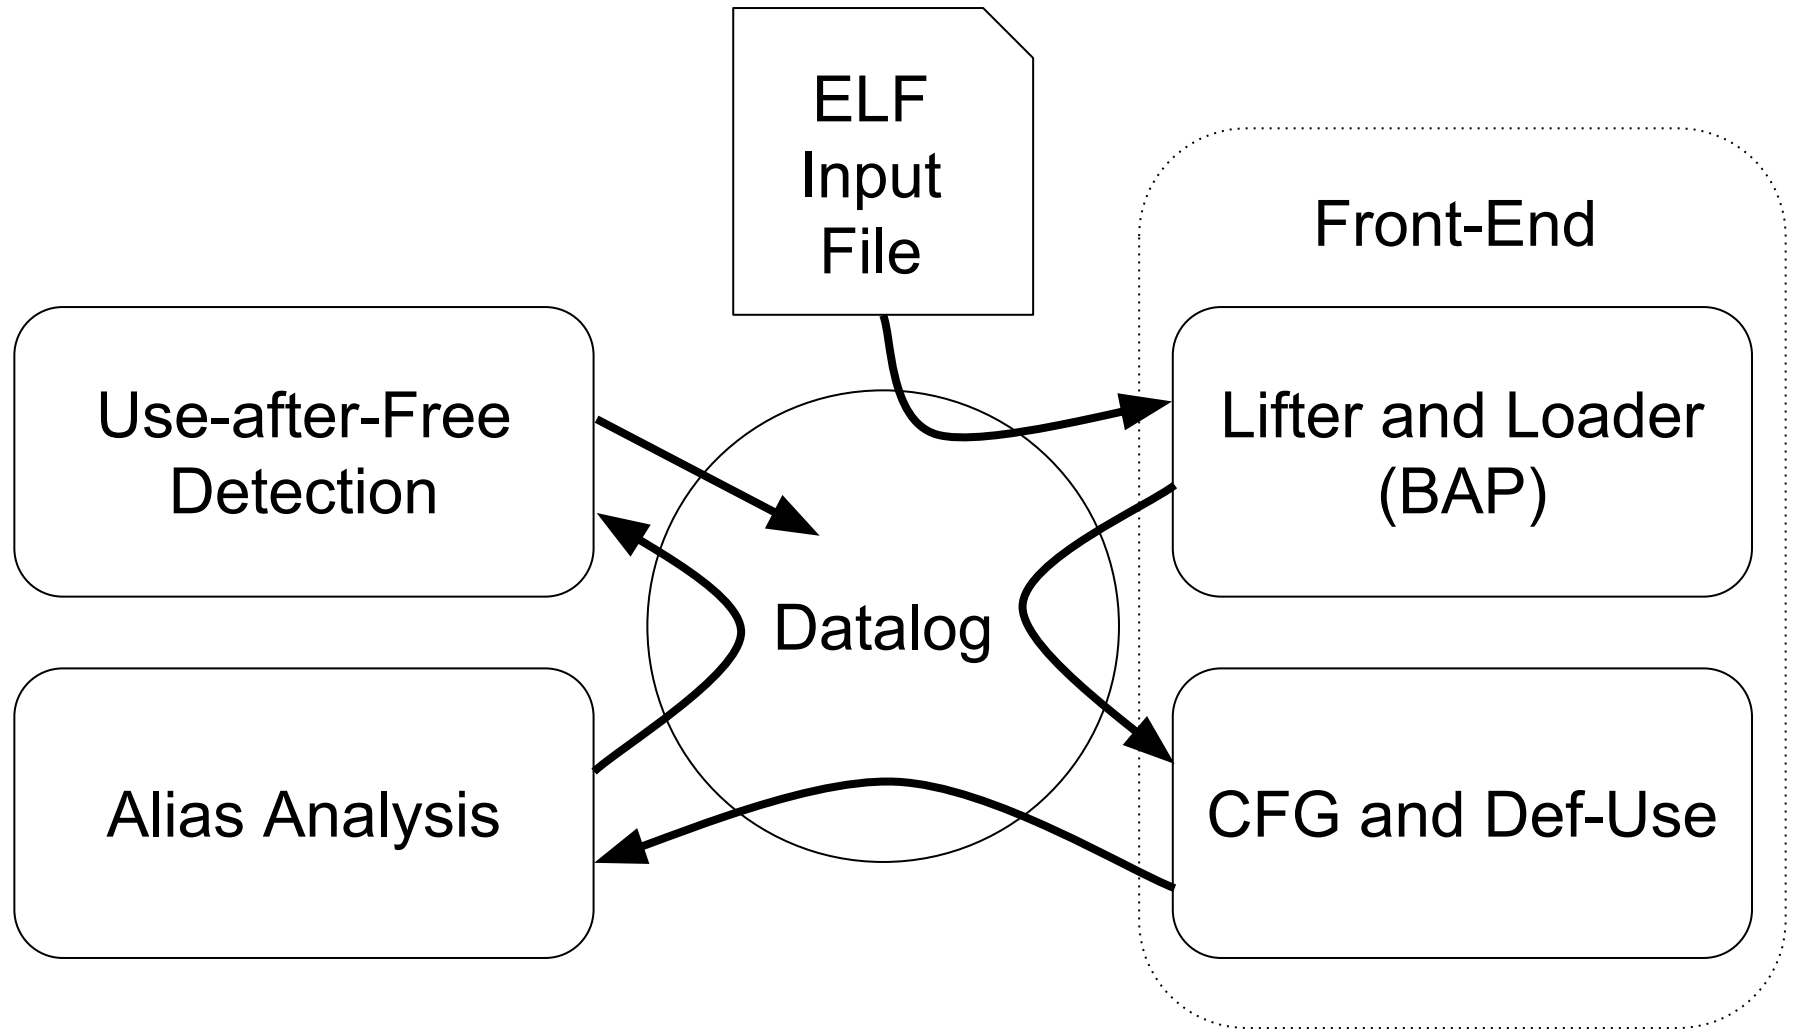 ELF
Input
File
Front-End
Use-after-Free
Detection
Lifter and Loader
(BAP)
Datalog
Alias Analysis
CFG and Def-Use